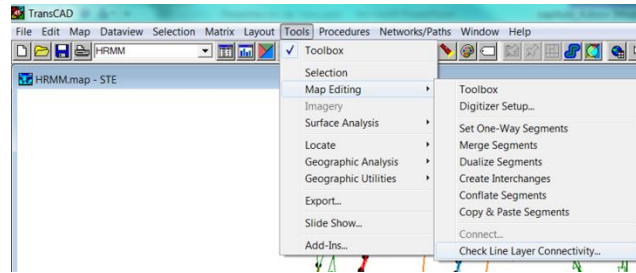 TransCAD
File Edit Map Dataview Selection Matrix Layout Tools Procedures Networks/Paths Window Help
HRMM
HRMM.map - STE
Toolbox
Selection
Map Editing
Imagery
Surface Analysis
Locate
Geographic Analysis
Geographic Utilities
Export...
Slide Show...
Add-Ins...
Toolbox
Digitizer Setup...
Set One-Way Segments
Merge Segments
Dualize Segments
Create Interchanges
Conflate Segments
Copy & Paste Segments
Connect...
Check Line Layer Connectivity...